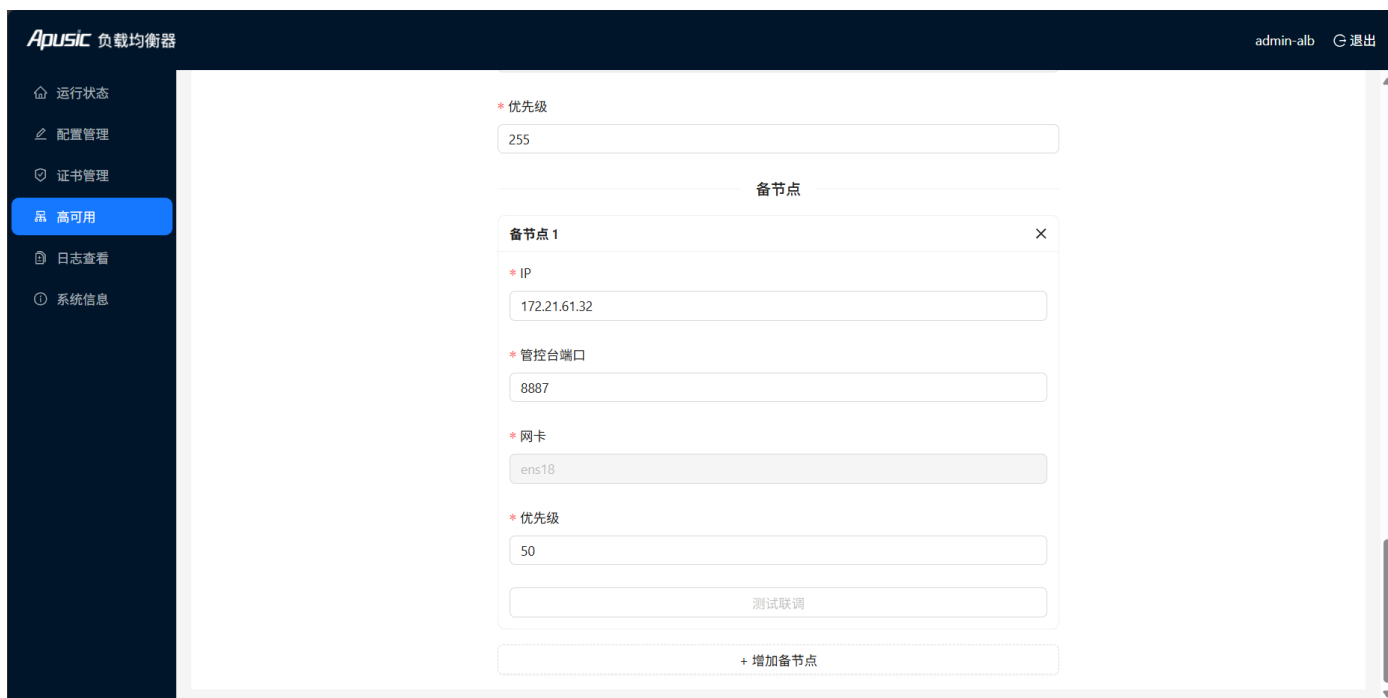 Apusic 负载均衡器
admin-alb 退出
运行状态
配置管理
证书管理
高可用
日志查看
系统信息
* 优先级
255
备节点
备节点 1
* IP
172.21.61.32
* 管控台端口
8887
* 网卡
ens18
* 优先级
50
测试联调
+ 增加备节点